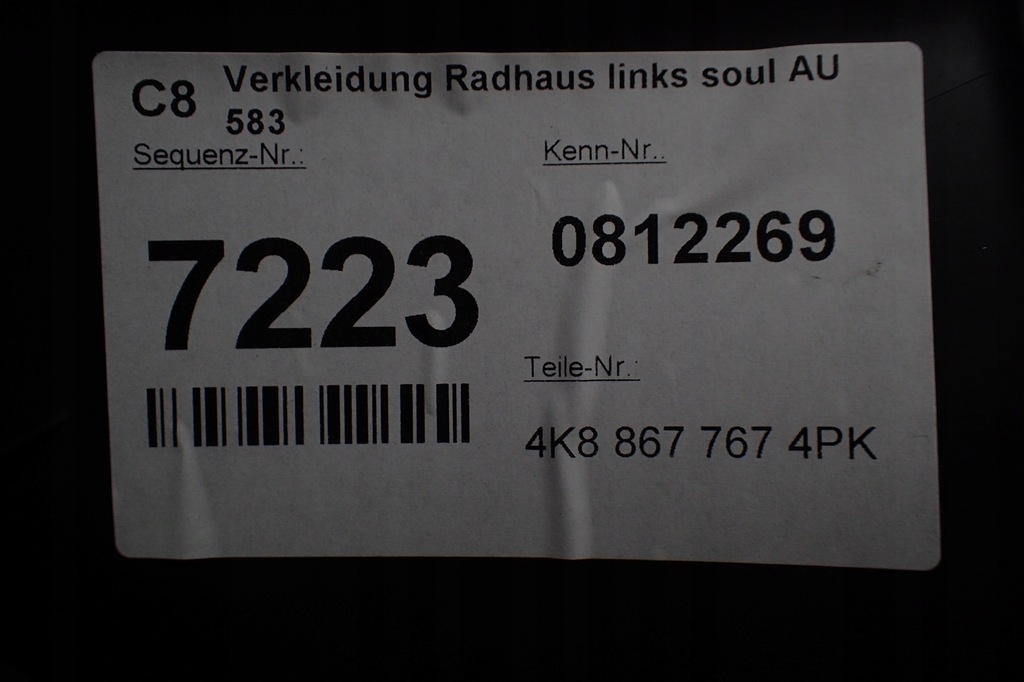 C8 Verkleidung Radhaus links soul AU
583
Sequenz-Nr.:
Kenn-Nr.:
7223
0812269
Teile-Nr.:
4K8 867 767 4PK